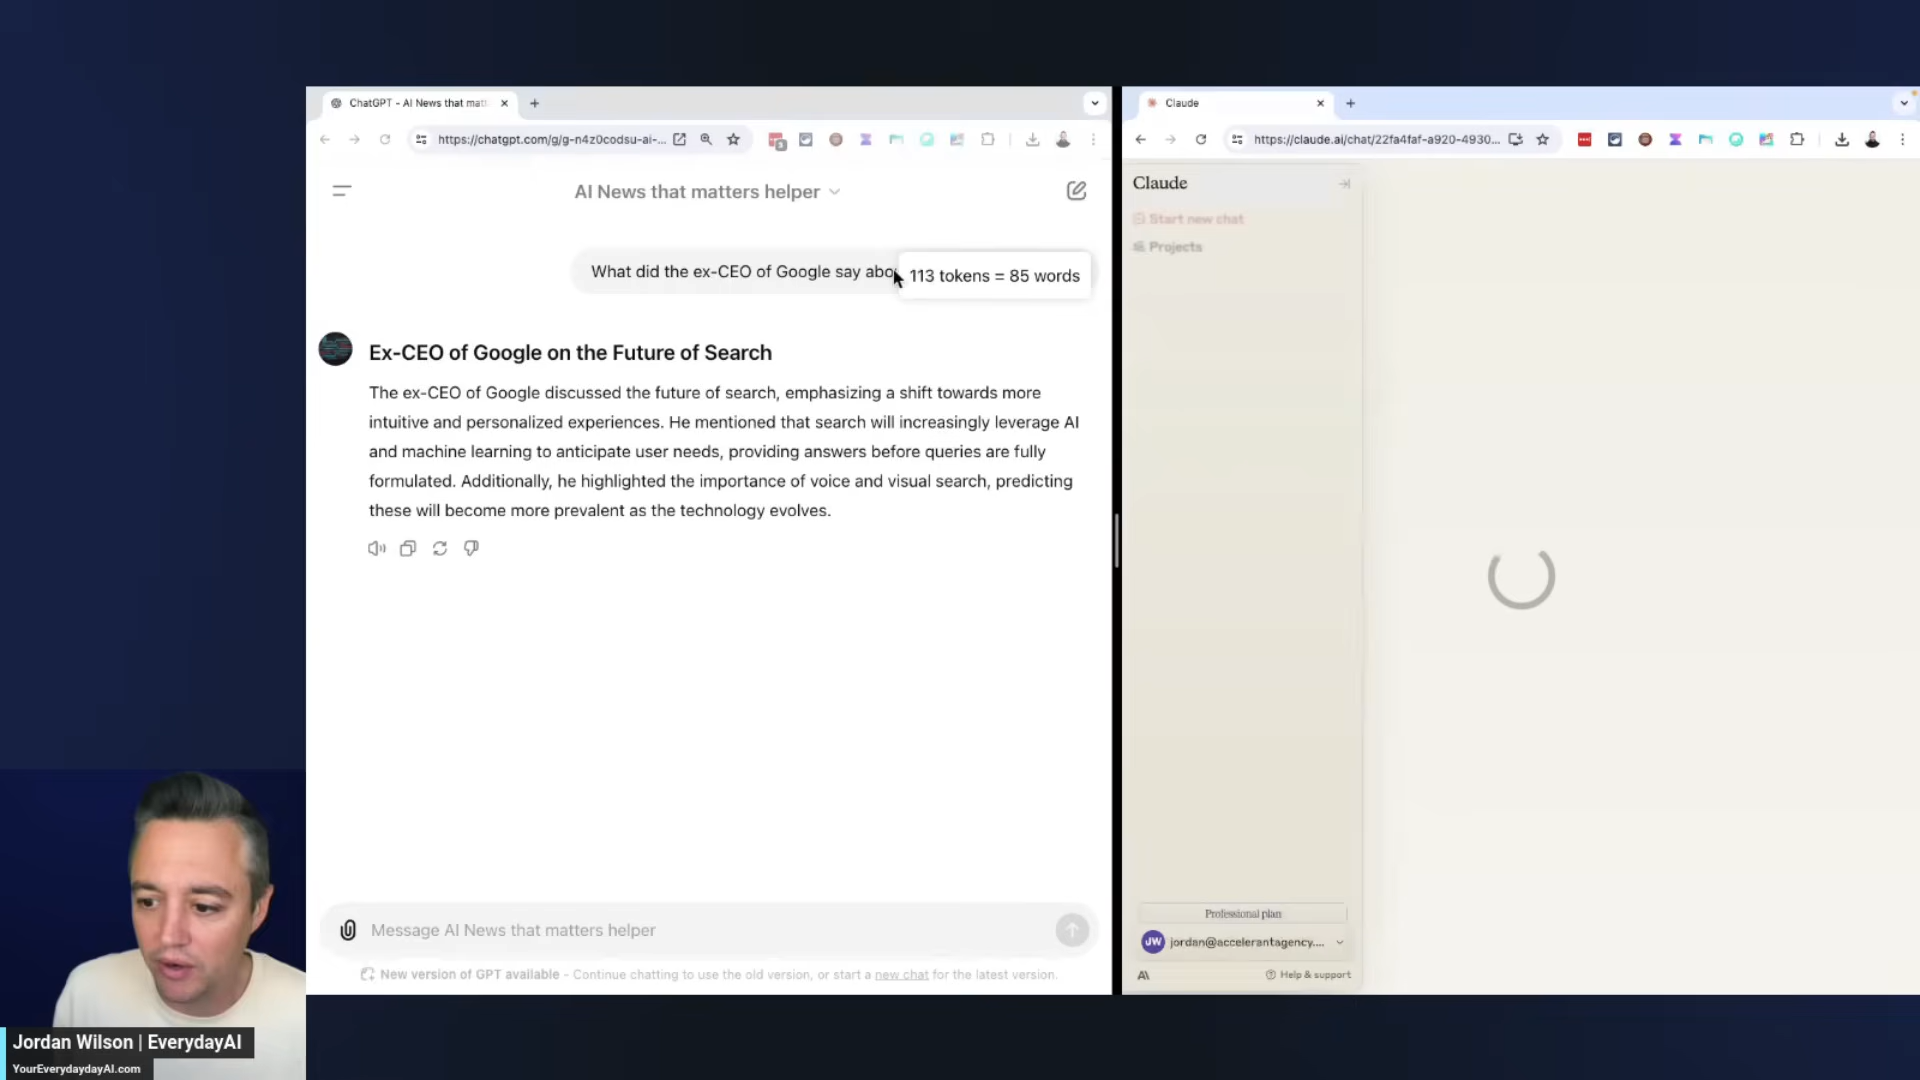 ChatGPT - AI News that matt
https://chatgpt.com/g/g-n4z0codsu-ai-...
AI News that matters helper
What did the ex-CEO of Google say abo
113 tokens = 85 words
Ex-CEO of Google on the Future of Search
The ex-CEO of Google discussed the future of search, emphasizing a shift towards more
intuitive and personalized experiences. He mentioned that search will increasingly leverage AI
and machine learning to anticipate user needs, providing answers before queries are fully
formulated. Additionally, he highlighted the importance of voice and visual search, predicting
these will become more prevalent as the technology evolves.
Message AI News that matters helper
New version of GPT available - Continue chatting to use the old version, or start a new chat for the latest version.
Claude
https://claude.ai/chat/22fa4faf-a920-4930...
Claude
Start new chat
Projects
Professional plan
JW jordan@accelerantagency....
A\ Help & support
Jordan Wilson | EverydayAI
YourEverydaydayAI.com